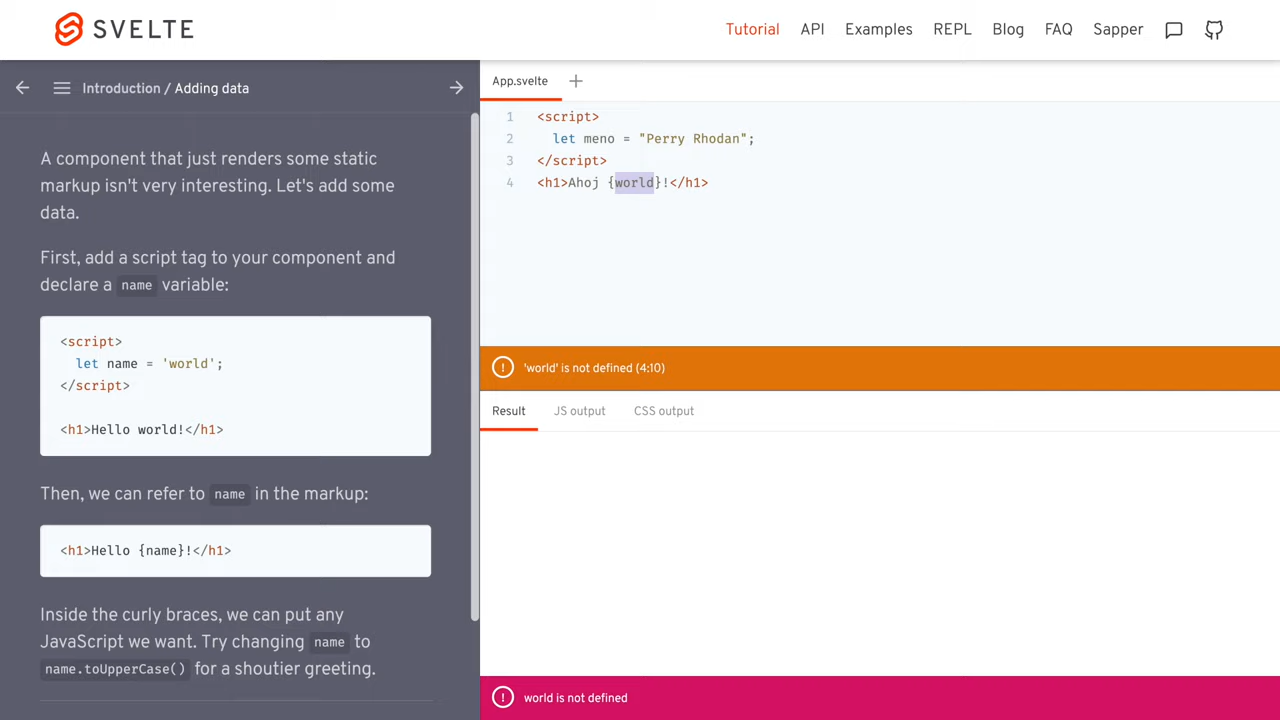 SVELTE
Tutorial API Examples REPL Blog FAQ Sapper
Introduction / Adding data
A component that just renders some static
markup isn't very interesting. Let's add some
data.
First, add a script tag to your component and
declare a name variable:
<script>
let name = 'world';
</script>
<h1>Hello world!</h1>
Then, we can refer to name in the markup:
<h1>Hello {name}!</h1>
Inside the curly braces, we can put any
JavaScript we want. Try changing name to
name.toUpperCase() for a shoutier greeting.
App.svelte +
1 <script>
2 let meno = "Perry Rhodan";
3 </script>
4 <h1>Ahoj {world}!</h1>
! 'world' is not defined (4:10)
Result JS output CSS output
! world is not defined